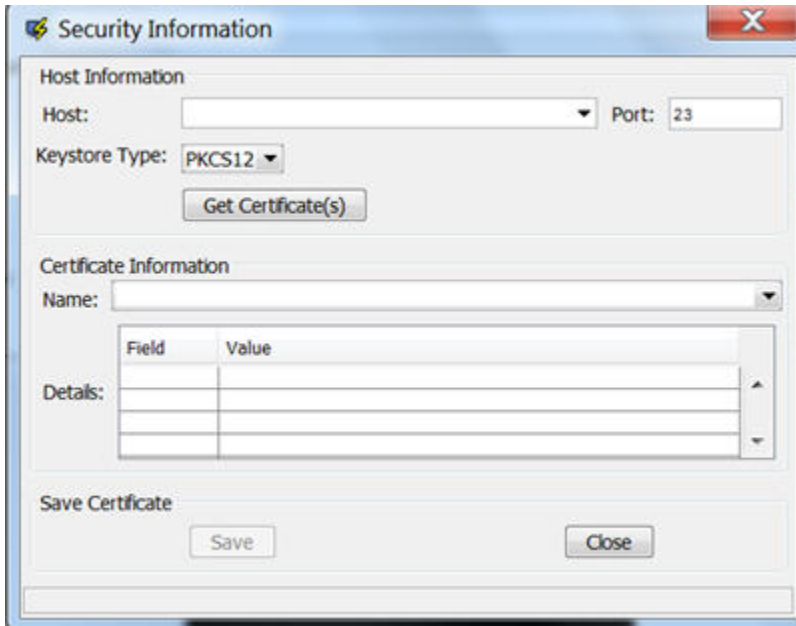 Security Information
Host Information
Host: Port: 23
Keystore Type: PKCS12
Get Certificate(s)
Certificate Information
Name:
Field Value
Details:
Save Certificate
Save Close